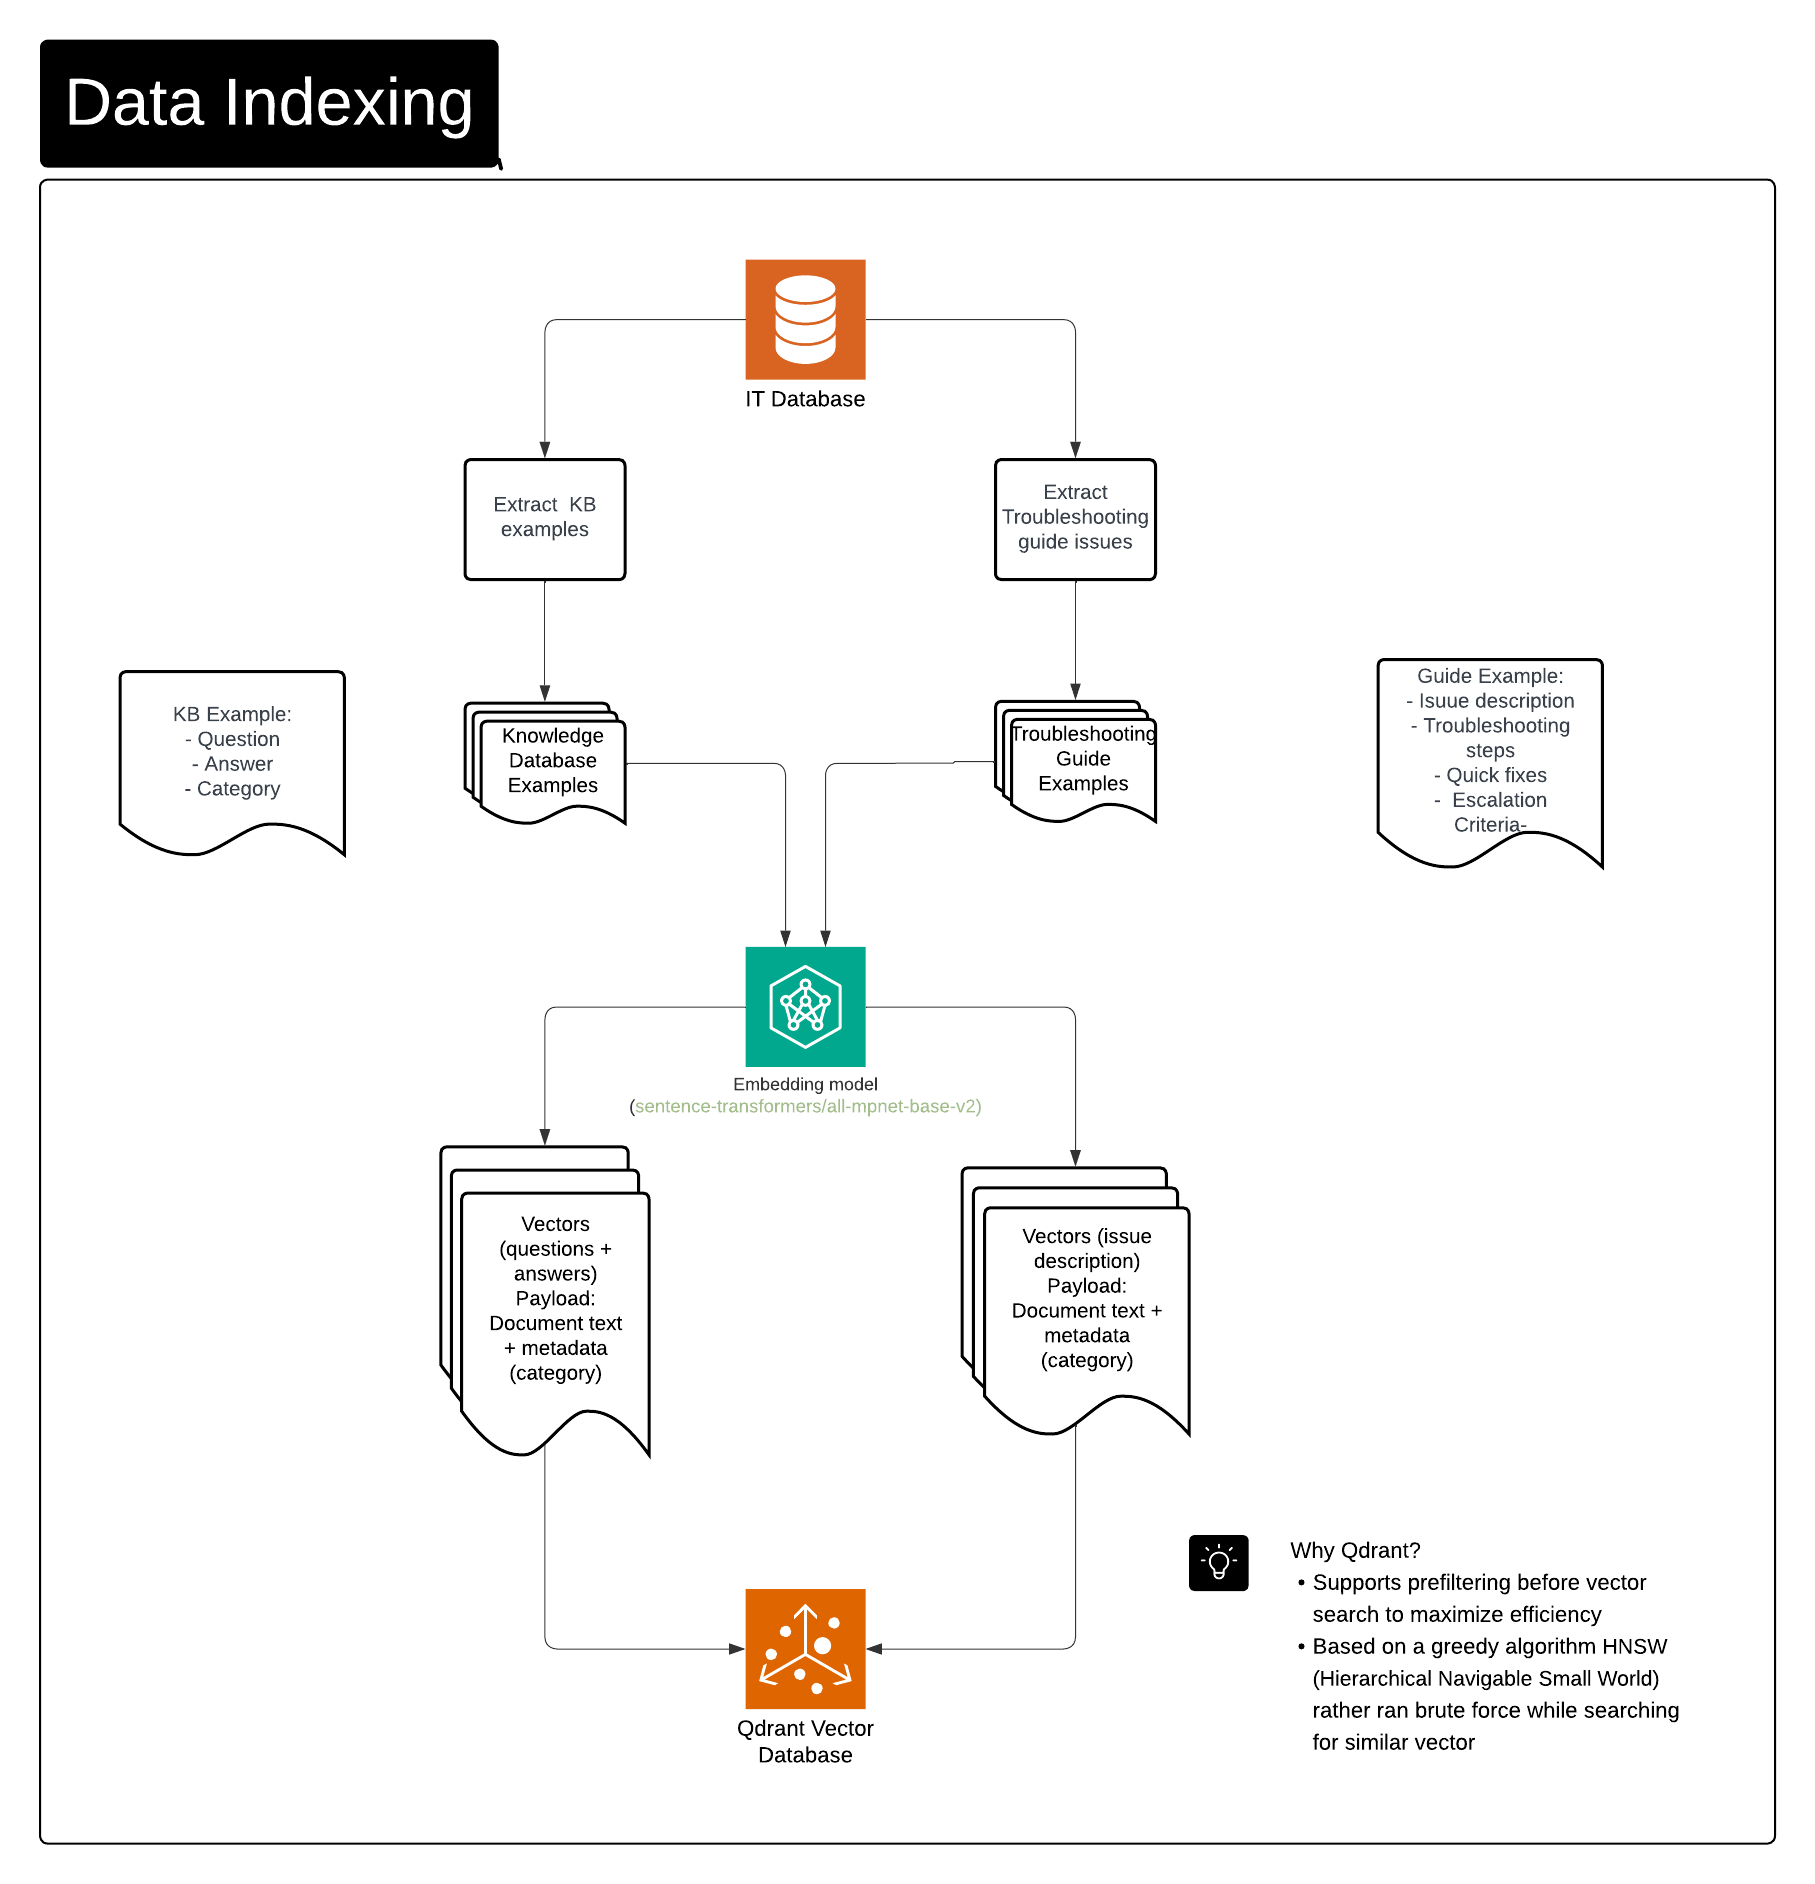 Data Indexing
IT Database
Extract  KB
examples
Extract
Troubleshooting
guide issues
KB Example:
- Question
- Answer
- Category
Knowledge
Database
Examples
Troubleshooting
Guide
Examples
Guide Example:
- Isuue description
- Troubleshooting
steps
- Quick fixes
-  Escalation
Criteria-
Embedding model
(sentence-transformers/all-mpnet-base-v2)
Vectors
(questions +
answers)
Payload:
Document text
+ metadata
(category)
Vectors (issue
description)
Payload:
Document text +
metadata
(category)
Qdrant Vector
Database
Why Qdrant?
• Supports prefiltering before vector
search to maximize efficiency
• Based on a greedy algorithm HNSW
(Hierarchical Navigable Small World)
rather ran brute force while searching
for similar vector